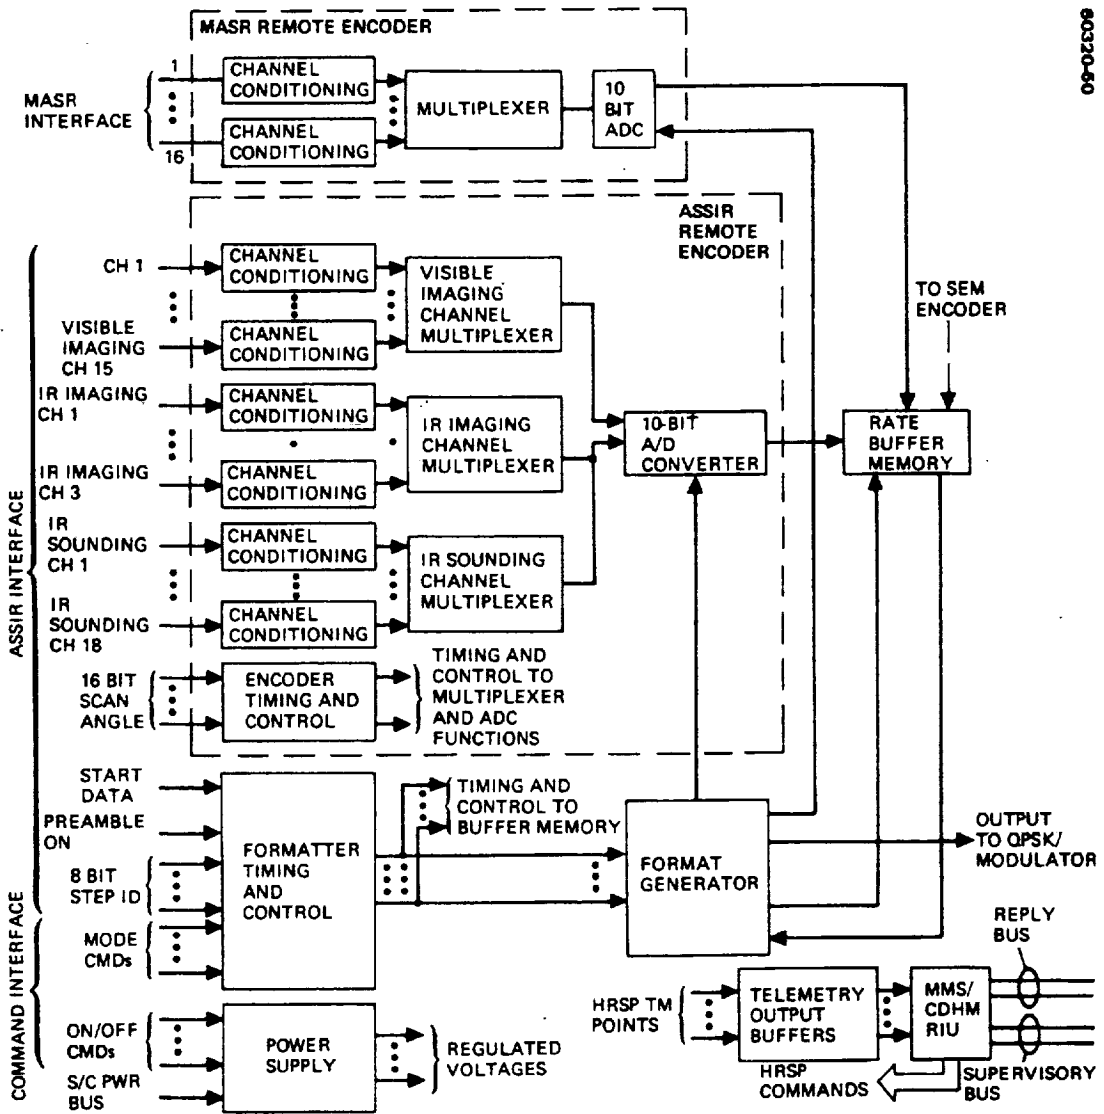 80320-60
MASR REMOTE ENCODER
MASR
INTERFACE
1
16
CHANNEL
CONDITIONING
CHANNEL
CONDITIONING
MULTIPLEXER
10
BIT
ADC
ASSIR
REMOTE
ENCODER
ASSIR INTERFACE
CH 1
VISIBLE
IMAGING
CH 15
IR IMAGING
CH 1
IR IMAGING
CH 3
IR
SOUNDING
CH 1
IR
SOUNDING
CH 18
16 BIT
SCAN
ANGLE
CHANNEL
CONDITIONING
CHANNEL
CONDITIONING
CHANNEL
CONDITIONING
CHANNEL
CONDITIONING
CHANNEL
CONDITIONING
CHANNEL
CONDITIONING
ENCODER
TIMING AND
CONTROL
VISIBLE
IMAGING
CHANNEL
MULTIPLEXER
IR IMAGING
CHANNEL
MULTIPLEXER
IR SOUNDING
CHANNEL
MULTIPLEXER
TIMING AND
CONTROL TO
MULTIPLEXER
AND ADC
FUNCTIONS
10-BIT
A/D
CONVERTER
TO SEM
ENCODER
RATE
BUFFER
MEMORY
START
DATA
PREAMBLE
ON
8 BIT
STEP ID
COMMAND INTERFACE
MODE
CMDs
ON/OFF
CMDs
S/C PWR
BUS
FORMATTER
TIMING
AND
CONTROL
TIMING AND
CONTROL TO
BUFFER MEMORY
FORMAT
GENERATOR
OUTPUT
TO QPSK/
MODULATOR
POWER
SUPPLY
REGULATED
VOLTAGES
HRSP TM
POINTS
TELEMETRY
OUTPUT
BUFFERS
MMS/
CDHM
RIU
REPLY
BUS
HRSP
COMMANDS
SUPERVISORY
BUS